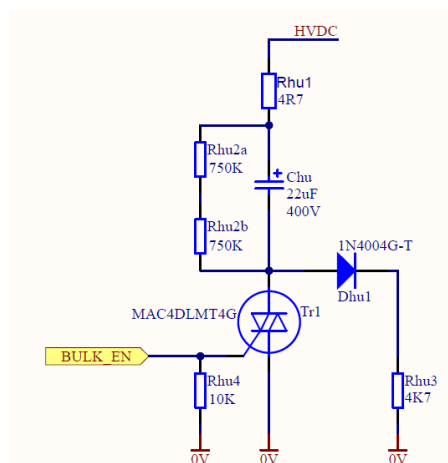 HVDC
Rhu1
4R7
Rhu2a
750K
Chu
22uF
400V
Rhu2b
750K
1N4004G-T
Dhu1
MAC4DLMT4G
Tr1
BULK_EN
Rhu4
10K
Rhu3
4K7
0V
0V
0V